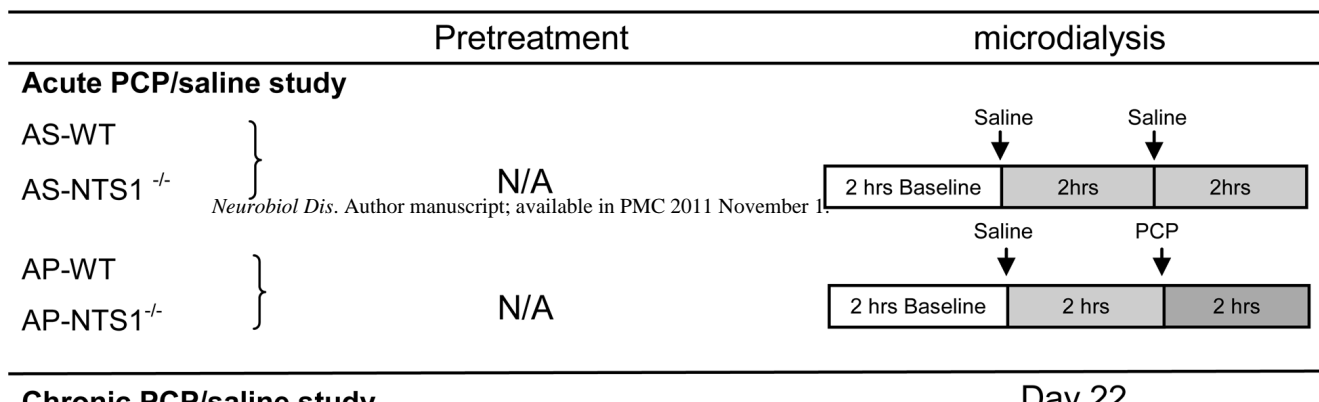 Pretreatment microdialysis
Acute PCP/saline study
Saline Saline
AS-WT
AS-NTS1 -/-
N/A
2 hrs Baseline 2hrs 2hrs
Neurobiol Dis. Author manuscript; available in PMC 2011 November 1.
Saline PCP
AP-WT
AP-NTS1-/-
N/A
2 hrs Baseline 2 hrs 2 hrs
Chronic PCP/saline study Day 22